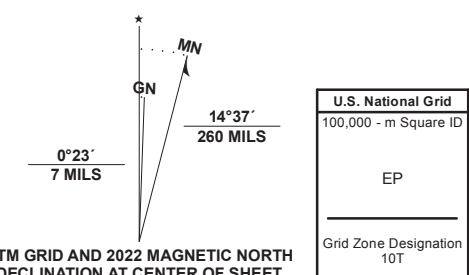 MN
GN
14°37´
260 MILS
0°23´
7 MILS
TM GRID AND 2022 MAGNETIC NORTH
DECLINATION AT CENTER OF SHEET
U.S. National Grid
100,000 - m Square ID
EP
Grid Zone Designation
10T